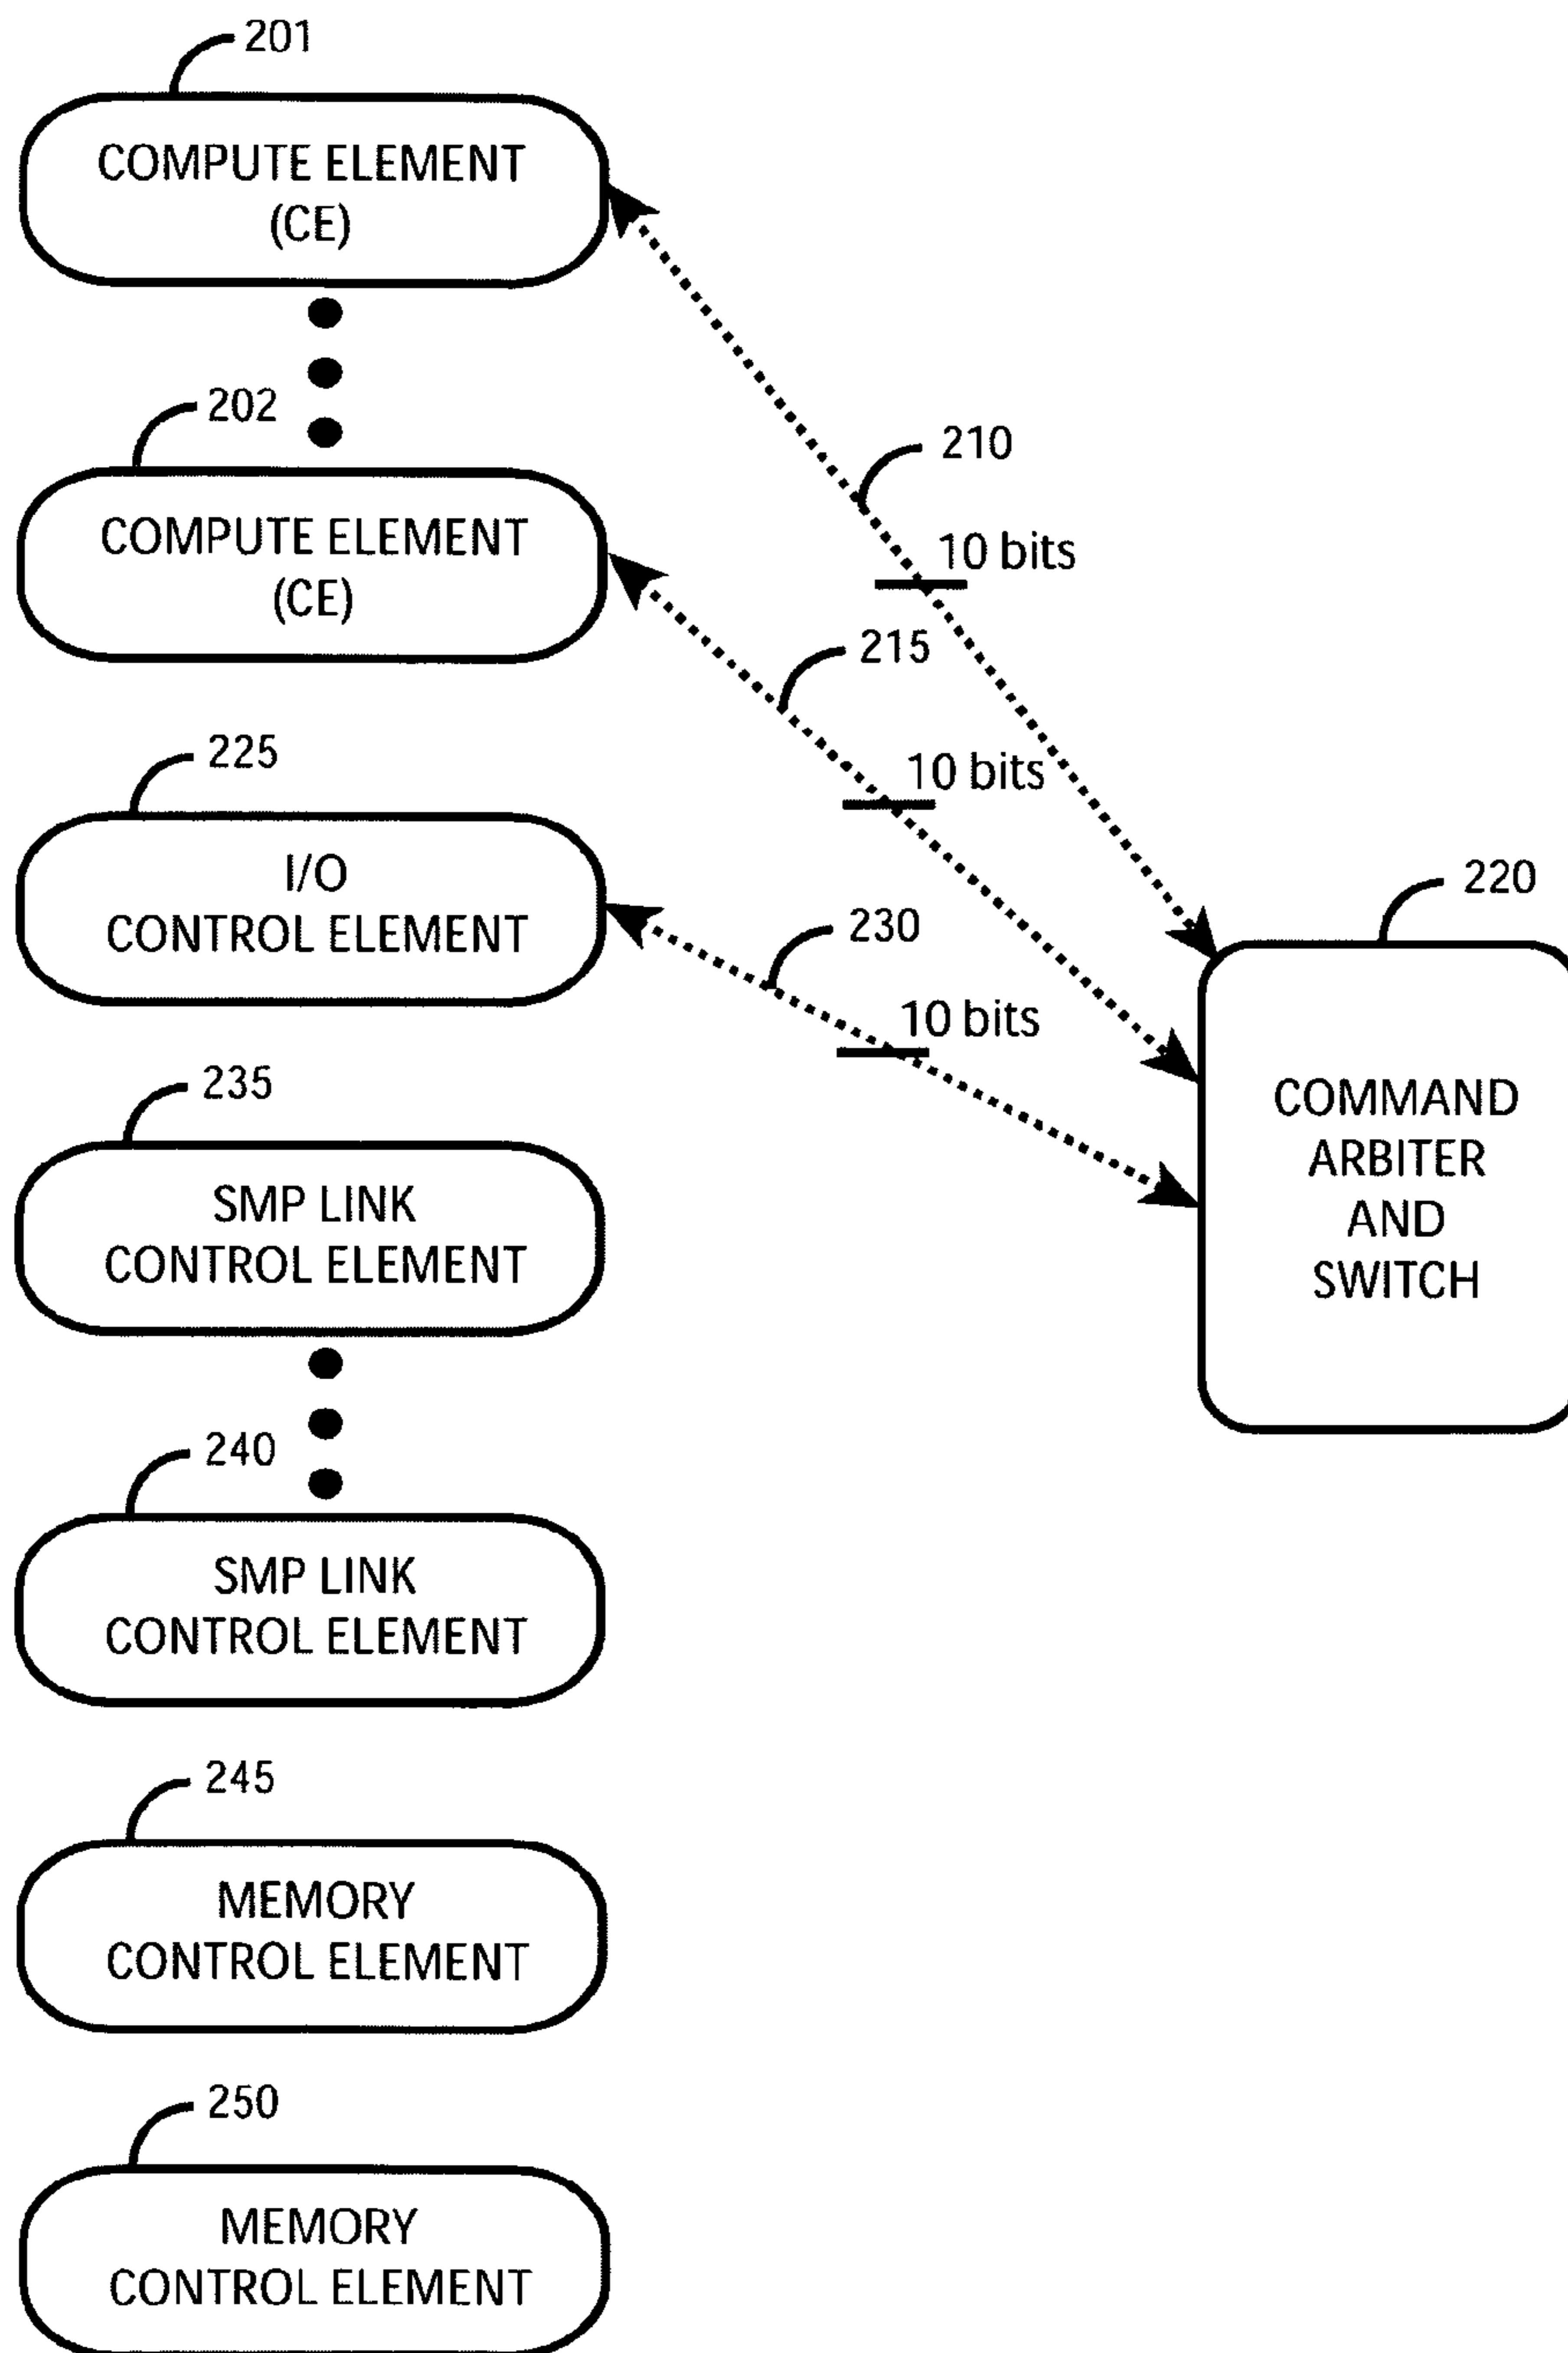 201
COMPUTE ELEMENT
(CE)
202
COMPUTE ELEMENT
(CE)
210
10 bits
215
10 bits
225
I/O
CONTROL ELEMENT
230
10 bits
220
COMMAND
ARBITER
AND
SWITCH
235
SMP LINK
CONTROL ELEMENT
240
SMP LINK
CONTROL ELEMENT
245
MEMORY
CONTROL ELEMENT
250
MEMORY
CONTROL ELEMENT